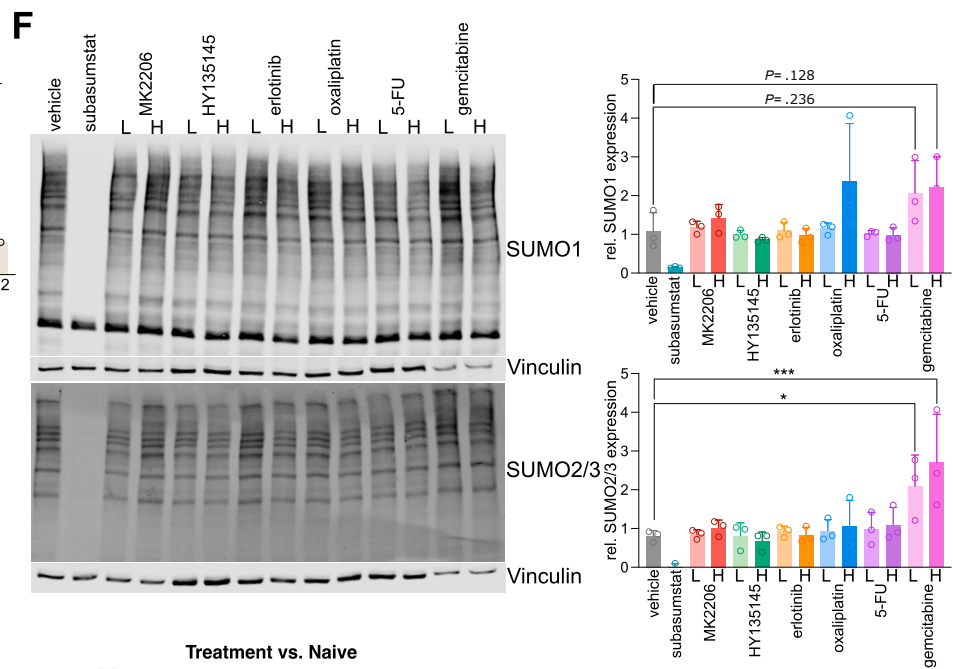 F
vehicle
subasumstat
MK2206
HY135145
erlotinib
oxaliplatin
5-FU
gemcitabine
L H L H L H L H L H L H
SUMO1
Vinculin
SUMO2/3
Vinculin
2
rel. SUMO1 expression
5
4
3
2
1
0
P= .128
P= .236
L H L H L H L H L H L H
vehicle
subasumstat
MK2206
HY135145
erlotinib
oxaliplatin
5-FU
gemcitabine
rel. SUMO2/3 expression
5
4
3
2
1
0
***
*
L H L H L H L H L H L H
vehicle
subasumstat
MK2206
HY135145
erlotinib
oxaliplatin
5-FU
gemcitabine
Treatment vs. Naive